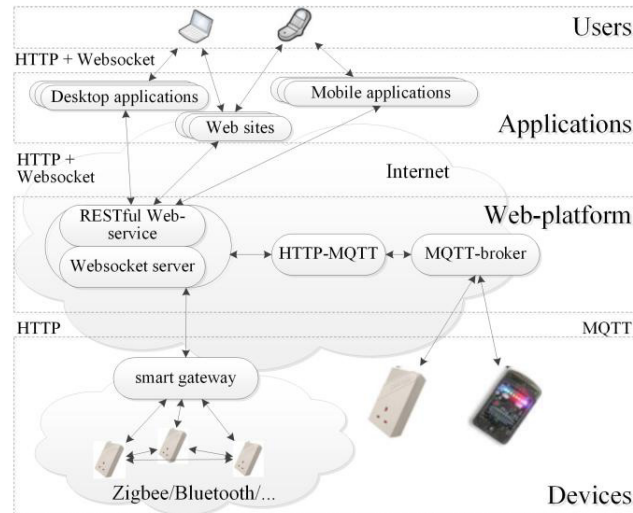 Users
HTTP + Websocket
Desktop applications
Mobile applications
Web sites
Applications
HTTP +
Websocket
Internet
RESTful Web-
service
Web-platform
Websocket server
HTTP-MQTT
MQTT-broker
HTTP
MQTT
smart gateway
Zigbee/Bluetooth/...
Devices